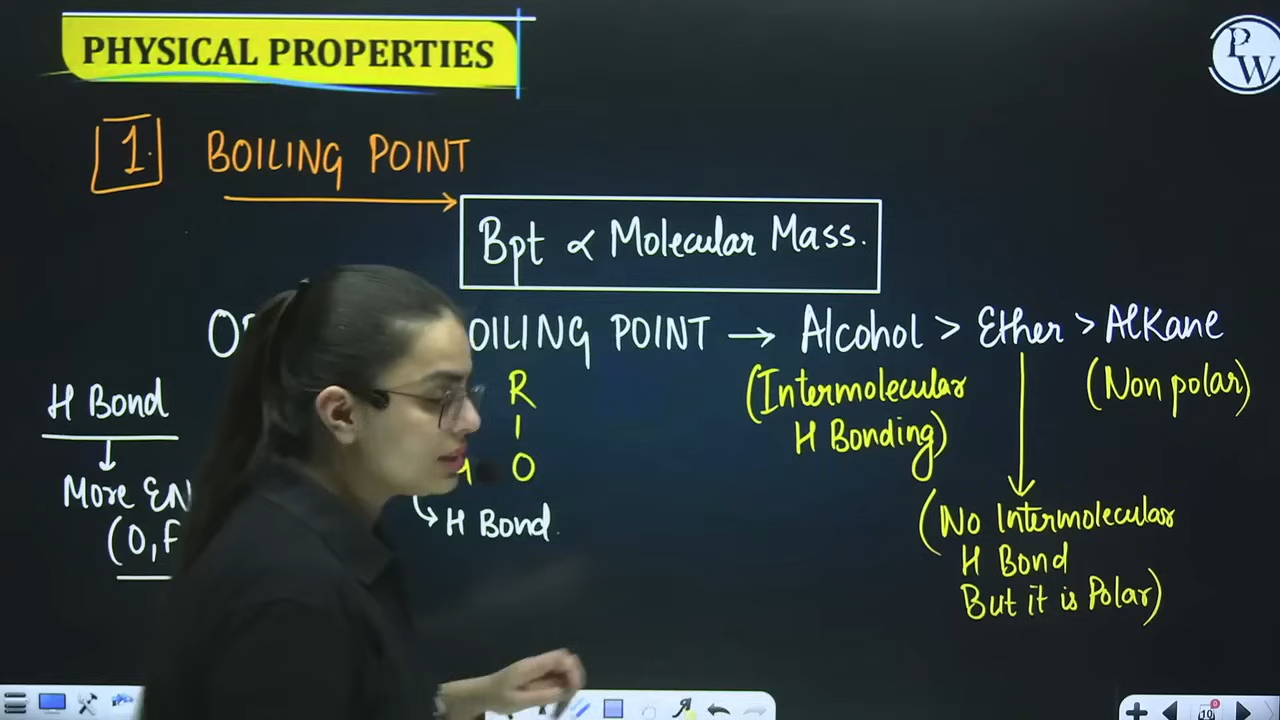 PHYSICAL PROPERTIES
PW
1. BOILING POINT
Bpt ∝ Molecular Mass.
OILING POINT → Alcohol > Ether > Alkane
(Intermolecular
H Bonding)
(Non polar)
(No Intermolecular
H Bond
But it is Polar)
H Bond
More EN
(O, F
R
O
H Bond.